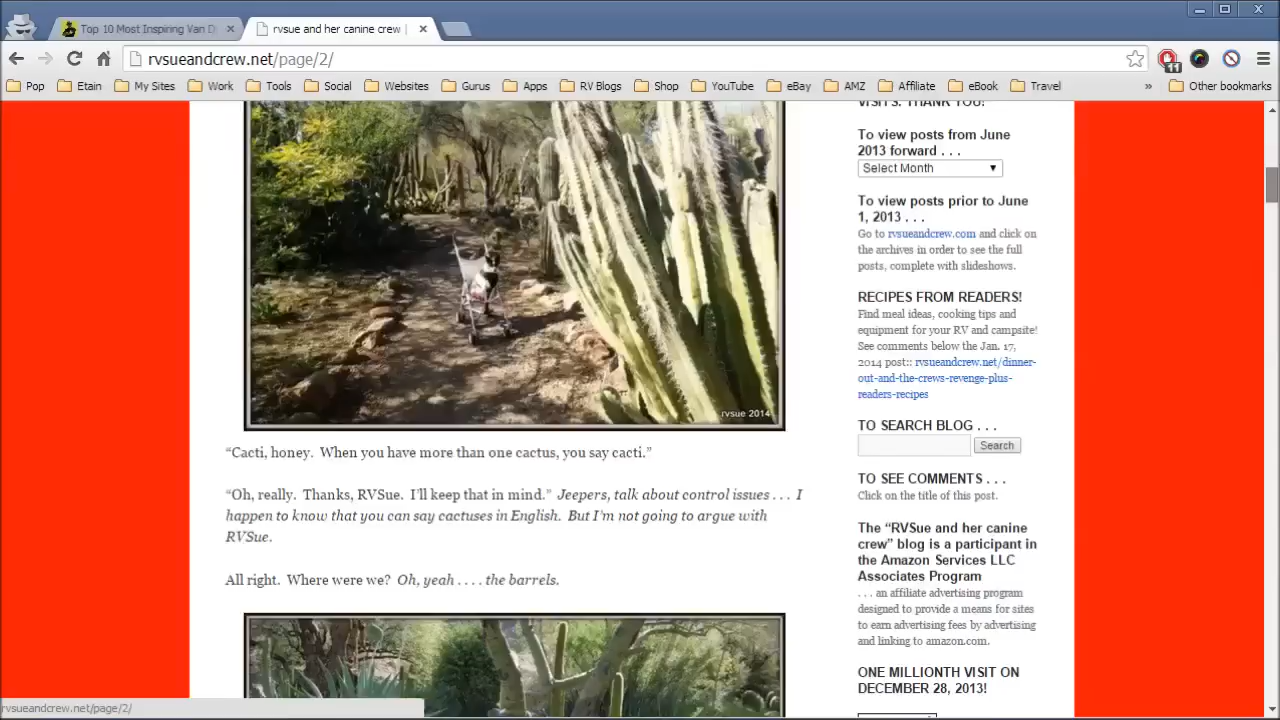 Top 10 Most Inspiring Van D
rvsue and her canine crew |
rvsueandcrew.net/page/2/
11
Pop
Etain
My Sites
Work
Tools
Social
Websites
Gurus
Apps
RV Blogs
Shop
YouTube
eBay
AMZ
Affiliate
eBook
Travel
»
Other bookmarks
rvsue 2014
“Cacti, honey.  When you have more than one cactus, you say cacti.”
“Oh, really.  Thanks, RVSue.  I’ll keep that in mind.”  Jeepers, talk about control issues . . .  I
happen to know that you can say cactuses in English.  But I’m not going to argue with
RVSue.
All right.  Where were we?  Oh, yeah . . . . the barrels.
VISITS. THANK YOU!
To view posts from June
2013 forward . . .
Select Month
To view posts prior to June
1, 2013 . . .
Go to rvsueandcrew.com and click on
the archives in order to see the full
posts, complete with slideshows.
RECIPES FROM READERS!
Find meal ideas, cooking tips and
equipment for your RV and campsite!
See comments below the Jan. 17,
2014 post:: rvsueandcrew.net/dinner-
out-and-the-crews-revenge-plus-
readers-recipes
TO SEARCH BLOG . . .
Search
TO SEE COMMENTS . . .
Click on the title of this post.
The “RVSue and her canine
crew” blog is a participant in
the Amazon Services LLC
Associates Program
. . . an affiliate advertising program
designed to provide a means for sites
to earn advertising fees by advertising
and linking to amazon.com.
ONE MILLIONTH VISIT ON
DECEMBER 28, 2013!
rvsueandcrew.net/page/2/